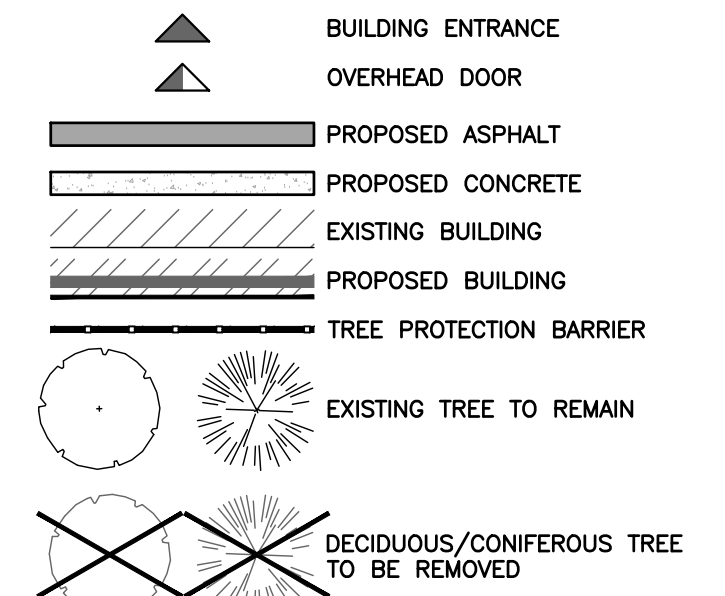 BUILDING ENTRANCE
OVERHEAD DOOR
PROPOSED ASPHALT
PROPOSED CONCRETE
EXISTING BUILDING
PROPOSED BUILDING
TREE PROTECTION BARRIER
EXISTING TREE TO REMAIN
DECIDUOUS/CONIFEROUS TREE
TO BE REMOVED